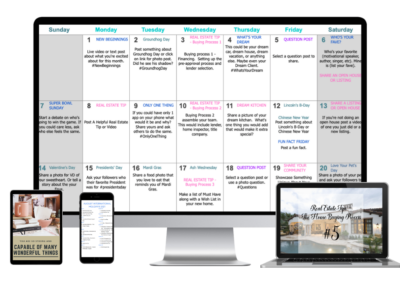 Sunday Monday Tuesday Wednesday Thursday Friday Saturday
1 NEW BEGINNINGS
Live video or text post
about what you're excited
about for this month.
#NewBeginnings
2 Groundhog Day
Post something about
Groundhog Day or click
on link for photo post.
Did he see his shadow?
#GroundhogDay
3 REAL ESTATE TIP
- Buying Process 1
Buying process 1 -
Financing. Setting up the
pre-approval process and
lender selection.
4 WHAT'S YOUR
DREAM
This could be your dream
car, dream house, dream
vacation, or anything
else. Maybe even your
Dream Client.
#WhatsYourDream
5 QUESTION POST
Select a question to
share.
6 WHO'S YOUR
FAVE?
Who's your favorite
(motivational speaker,
author, singer, etc). Mine
is (list your fave).
7 SUPER BOWL
SUNDAY
Start a debate on who's
going to win the game. If
you could care less, ask
who else feels the same.
8 REAL ESTATE TIP
Post A Helpful Real Estate
Tip or Video
9 ONLY ONE THING
If you could have only 1
app on your phone what
would it be and why?
Share yours and ask
others to do the same.
#OnlyOneThing
10 REAL ESTATE TIP
- Buying Process 2
Buying Process 2
assemble your team.
This would include lender,
home inspector, title
company.
11 DREAM KITCHEN
Share a picture of your
dream kitchen. What's
one thing you would add
that would make it extra
special?
12 Lincoln's B-Day
Chinese New Year
Post something about
Lincoln's B-Day or
Chinese New Year
FUN FACT FRIDAY
Post a fun fact.
13
If you're not doing an
open house post a video
of one you just did or a
new listing.
14 Valentine's Day
Share a photo for VD of
your sweetheart. Or tell a
story about the
15 Presidents' Day
Ask your followers who
their favorite President
was for #presidentsday
16 Mardi Gras
Share a food photo that
you love to eat that
reminds you of Mardi
Gras.
17 Ask Wednesday
REAL ESTATE TIP
- Buying Process 3
Make a list of Must Have
along with a Wish List in
your new home.
18 QUESTION POST
Select a question post or
use a photo question.
#Questions
19 SHARE YOUR
COMMUNITY
Showcase Something
20 Love Your Pet's
Day
Share a photo of your
pet and ask your followers
CAPABLE OF MANY
WONDERFUL THINGS
Real Estate Tip
The Home Buying Process
#5